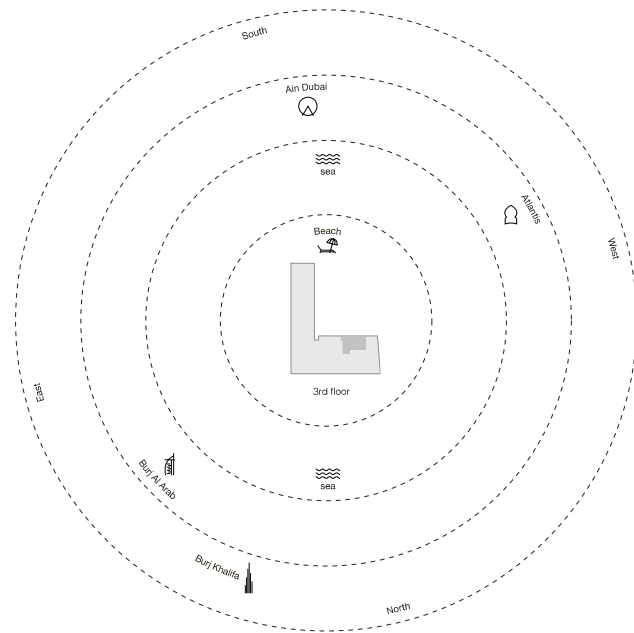 South
Ain Dubai
sea
Atlantis
Beach
West
3rd floor
East
Burj Al Arab
sea
Burj Khalifa
North